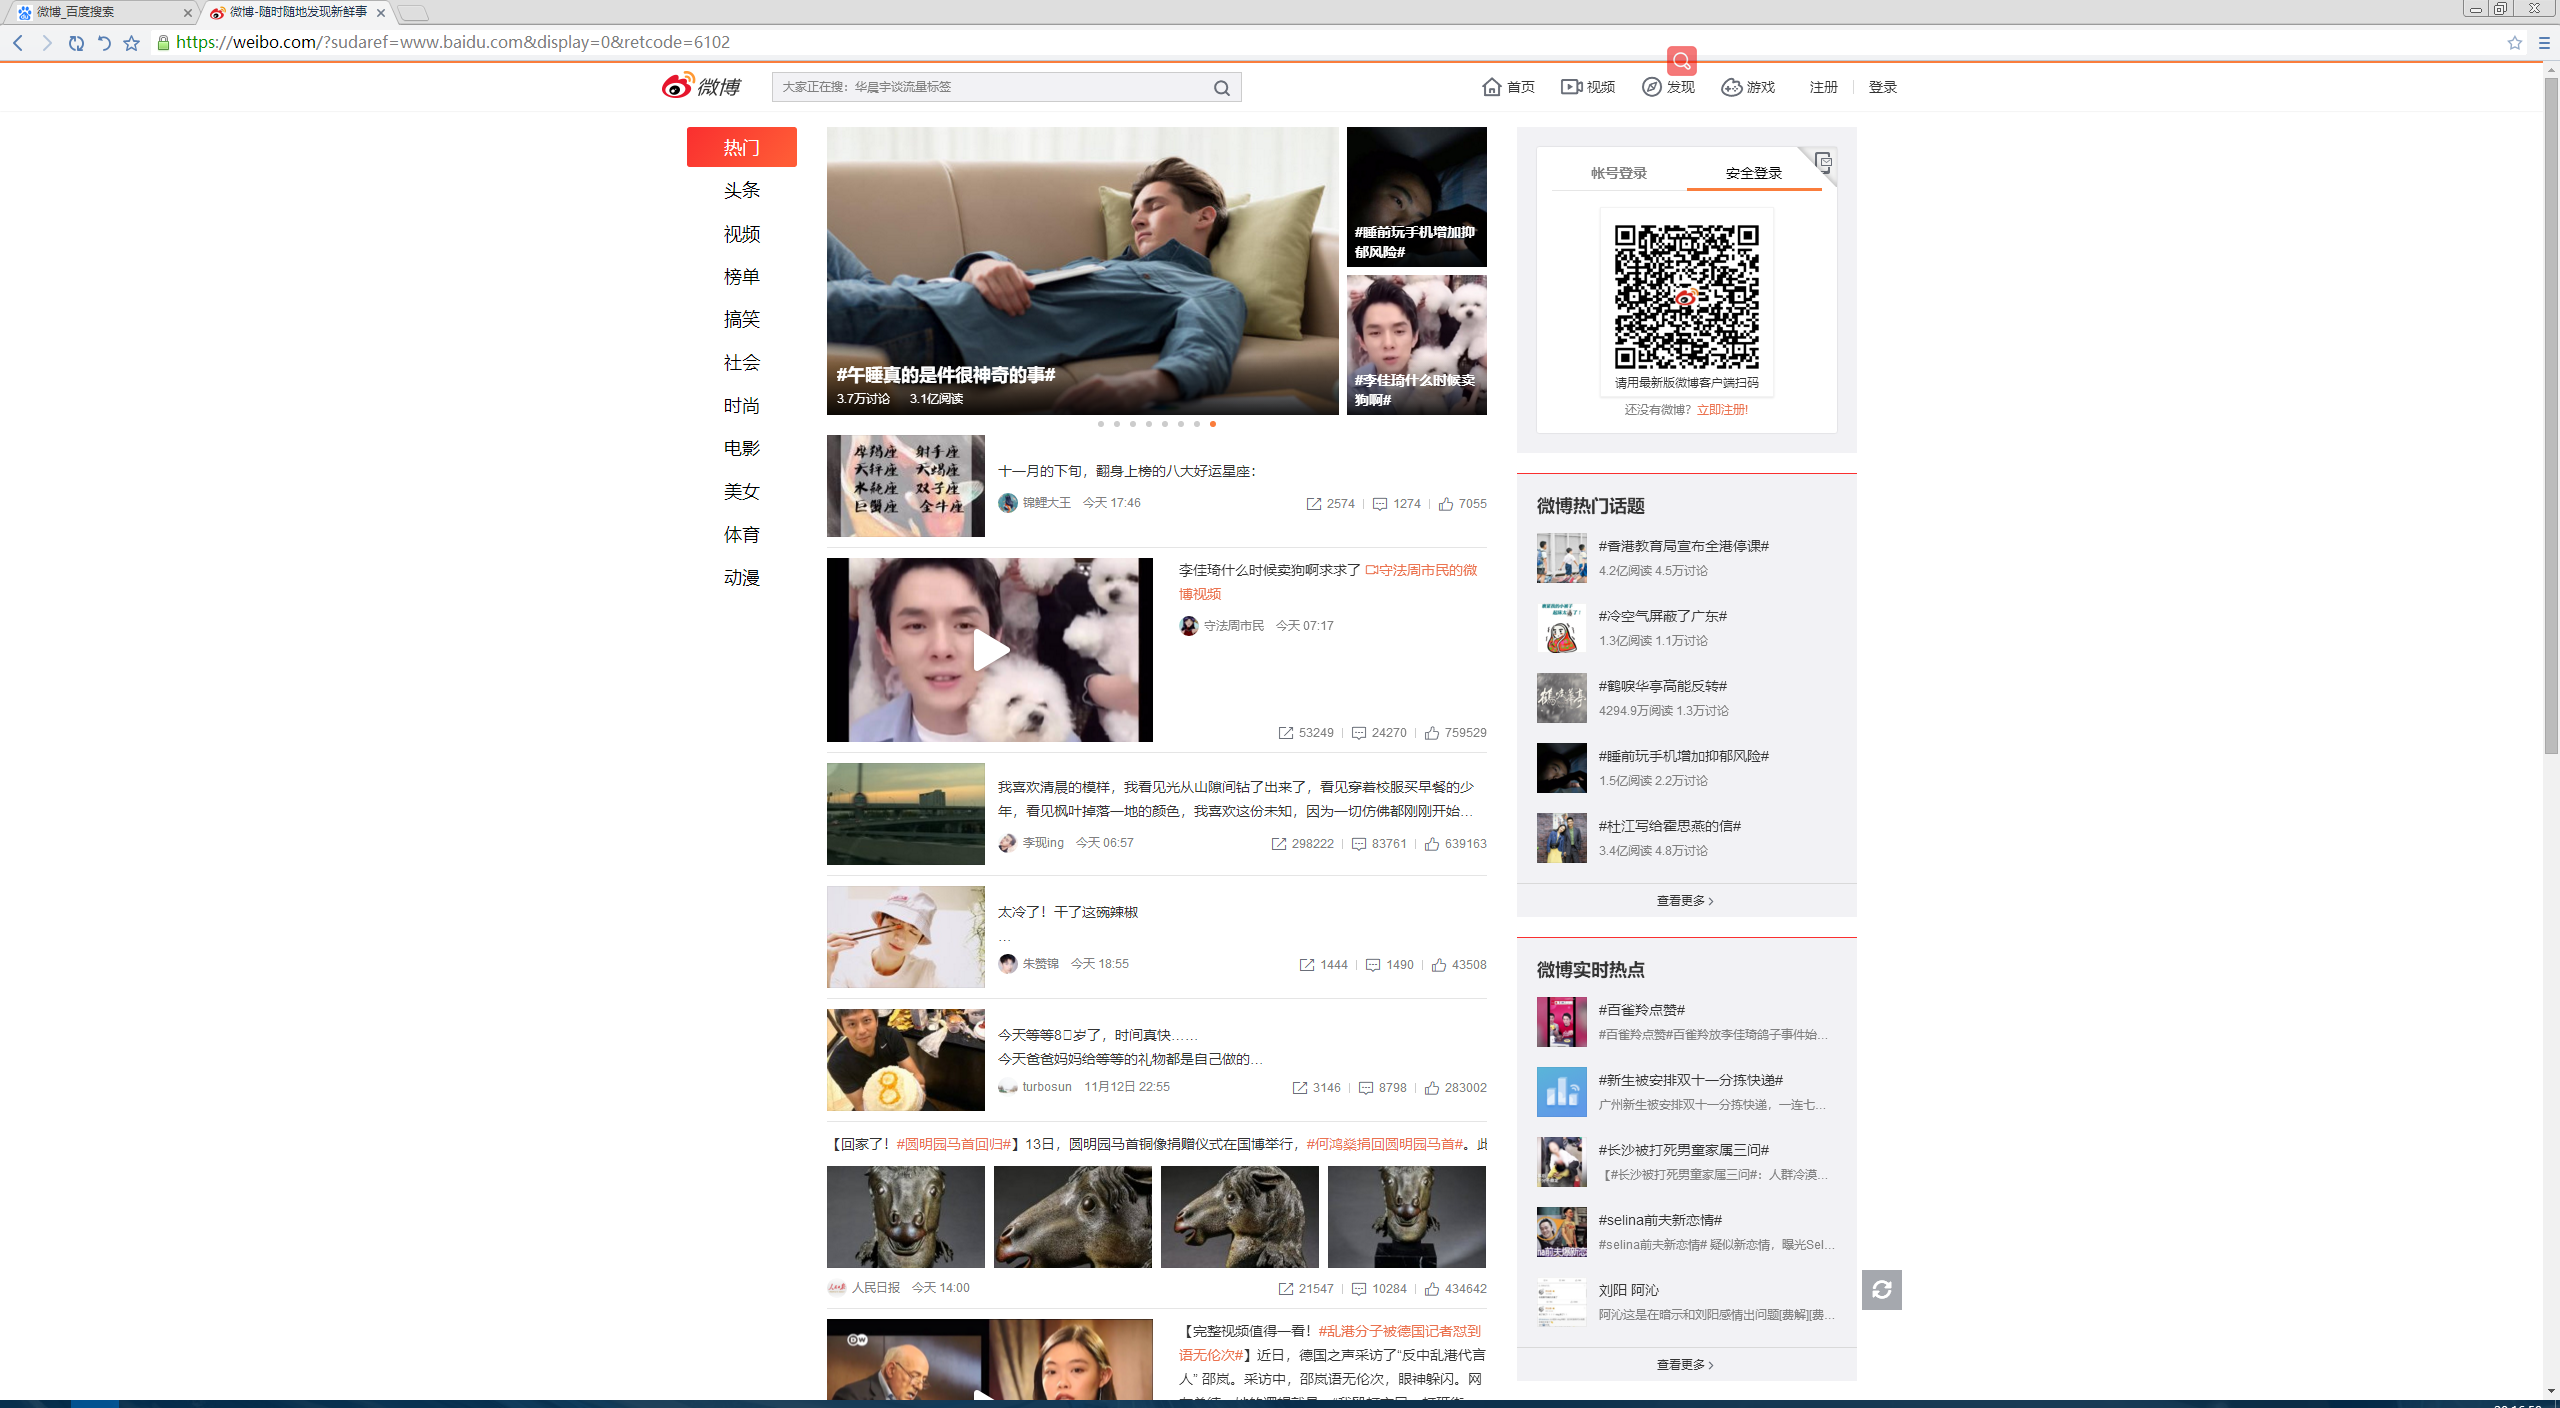 微博_百度搜索
微博-随时随地发现新鲜事
https://weibo.com/?sudaref=www.baidu.com&display=0&retcode=6102
微博
大家正在搜：华晨宇谈流量标签
首页
视频
发现
游戏
注册
登录
热门
头条
视频
榜单
搞笑
社会
时尚
电影
美女
体育
动漫
#午睡真的是件很神奇的事#
3.7万讨论 3.1亿阅读
#睡前玩手机增加抑
郁风险#
#李佳琦什么时候卖
狗啊#
摩羯座 射手座
天秤座 天蝎座
水瓶座 双子座
巨蟹座 金牛座
十一月的下旬，翻身上榜的八大好运星座：
锦鲤大王 今天 17:46
2574 1274 7055
李佳琦什么时候卖狗啊求求了 守法周市民的微
博视频
守法周市民 今天 07:17
53249 24270 759529
我喜欢清晨的模样，我看见光从山隙间钻了出来了，看见穿着校服买早餐的少
年，看见枫叶掉落一地的颜色，我喜欢这份未知，因为一切仿佛都刚刚开始...
李现ing 今天 06:57
298222 83761 639163
太冷了！干了这碗辣椒
...
朱赞锦 今天 18:55
1444 1490 43508
8
今天等等8岁了，时间真快……
今天爸爸妈妈给等等的礼物都是自己做的...
turbosun 11月12日 22:55
3146 8798 283002
【回家了！#圆明园马首回归#】13日，圆明园马首铜像捐赠仪式在国博举行，#何鸿燊捐回圆明园马首#。此
人民日报 今天 14:00
21547 10284 434642
DW
【完整视频值得一看！#乱港分子被德国记者怼到
语无伦次#】近日，德国之声采访了“反中乱港代言
人” 邵岚。采访中，邵岚语无伦次，眼神躲闪。网
帐号登录
安全登录
请用最新版微博客户端扫码
还没有微博？立即注册!
微博热门话题
#香港教育局宣布全港停课#
4.2亿阅读 4.5万讨论
#冷空气屏蔽了广东#
1.3亿阅读 1.1万讨论
#鹤唳华亭高能反转#
4294.9万阅读 1.3万讨论
#睡前玩手机增加抑郁风险#
1.5亿阅读 2.2万讨论
#杜江写给霍思燕的信#
3.4亿阅读 4.8万讨论
查看更多
微博实时热点
#百雀羚点赞#
#百雀羚点赞#百雀羚放李佳琦鸽子事件始...
#新生被安排双十一分拣快递#
广州新生被安排双十一分拣快递，一连七...
#长沙被打死男童家属三问#
【#长沙被打死男童家属三问#：人群冷漠...
#selina前夫新恋情#
#selina前夫新恋情# 疑似新恋情，曝光Sel...
刘阳 阿沁
阿沁这是在暗示和刘阳感情出问题[费解][费...
查看更多